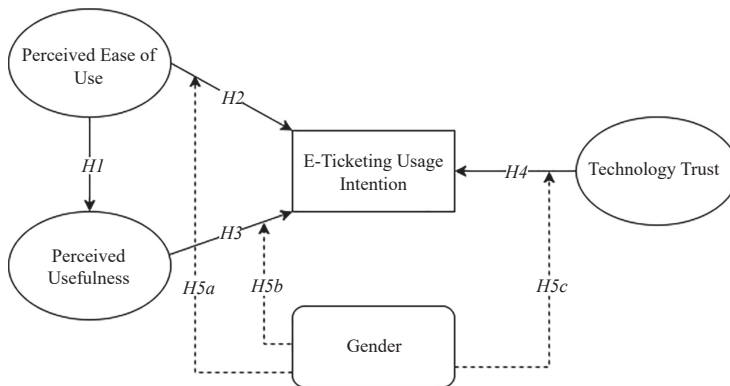 Perceived Ease of
Use
H2
E-Ticketing Usage
Intention
H1
H4
Technology Trust
H3
Perceived
Usefulness
H5a
H5b
H5c
Gender